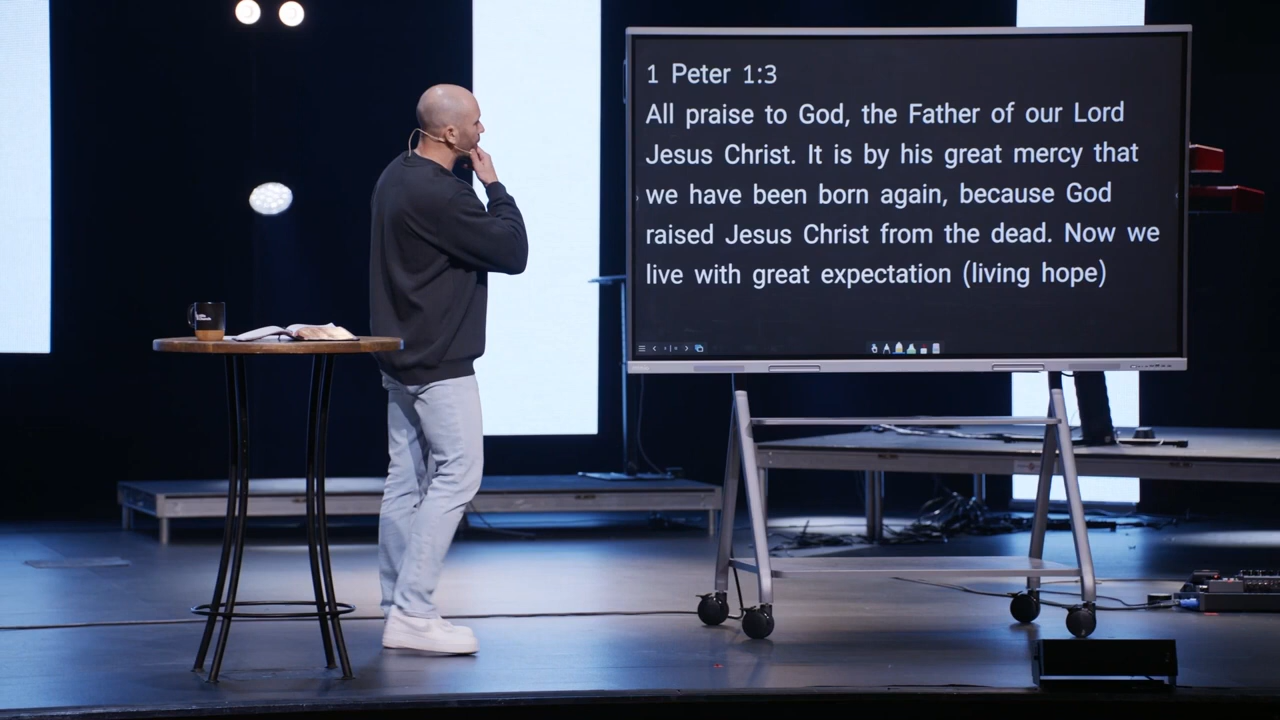 1 Peter 1:3
All praise to God, the Father of our Lord
Jesus Christ. It is by his great mercy that
we have been born again, because God
raised Jesus Christ from the dead. Now we
live with great expectation (living hope)